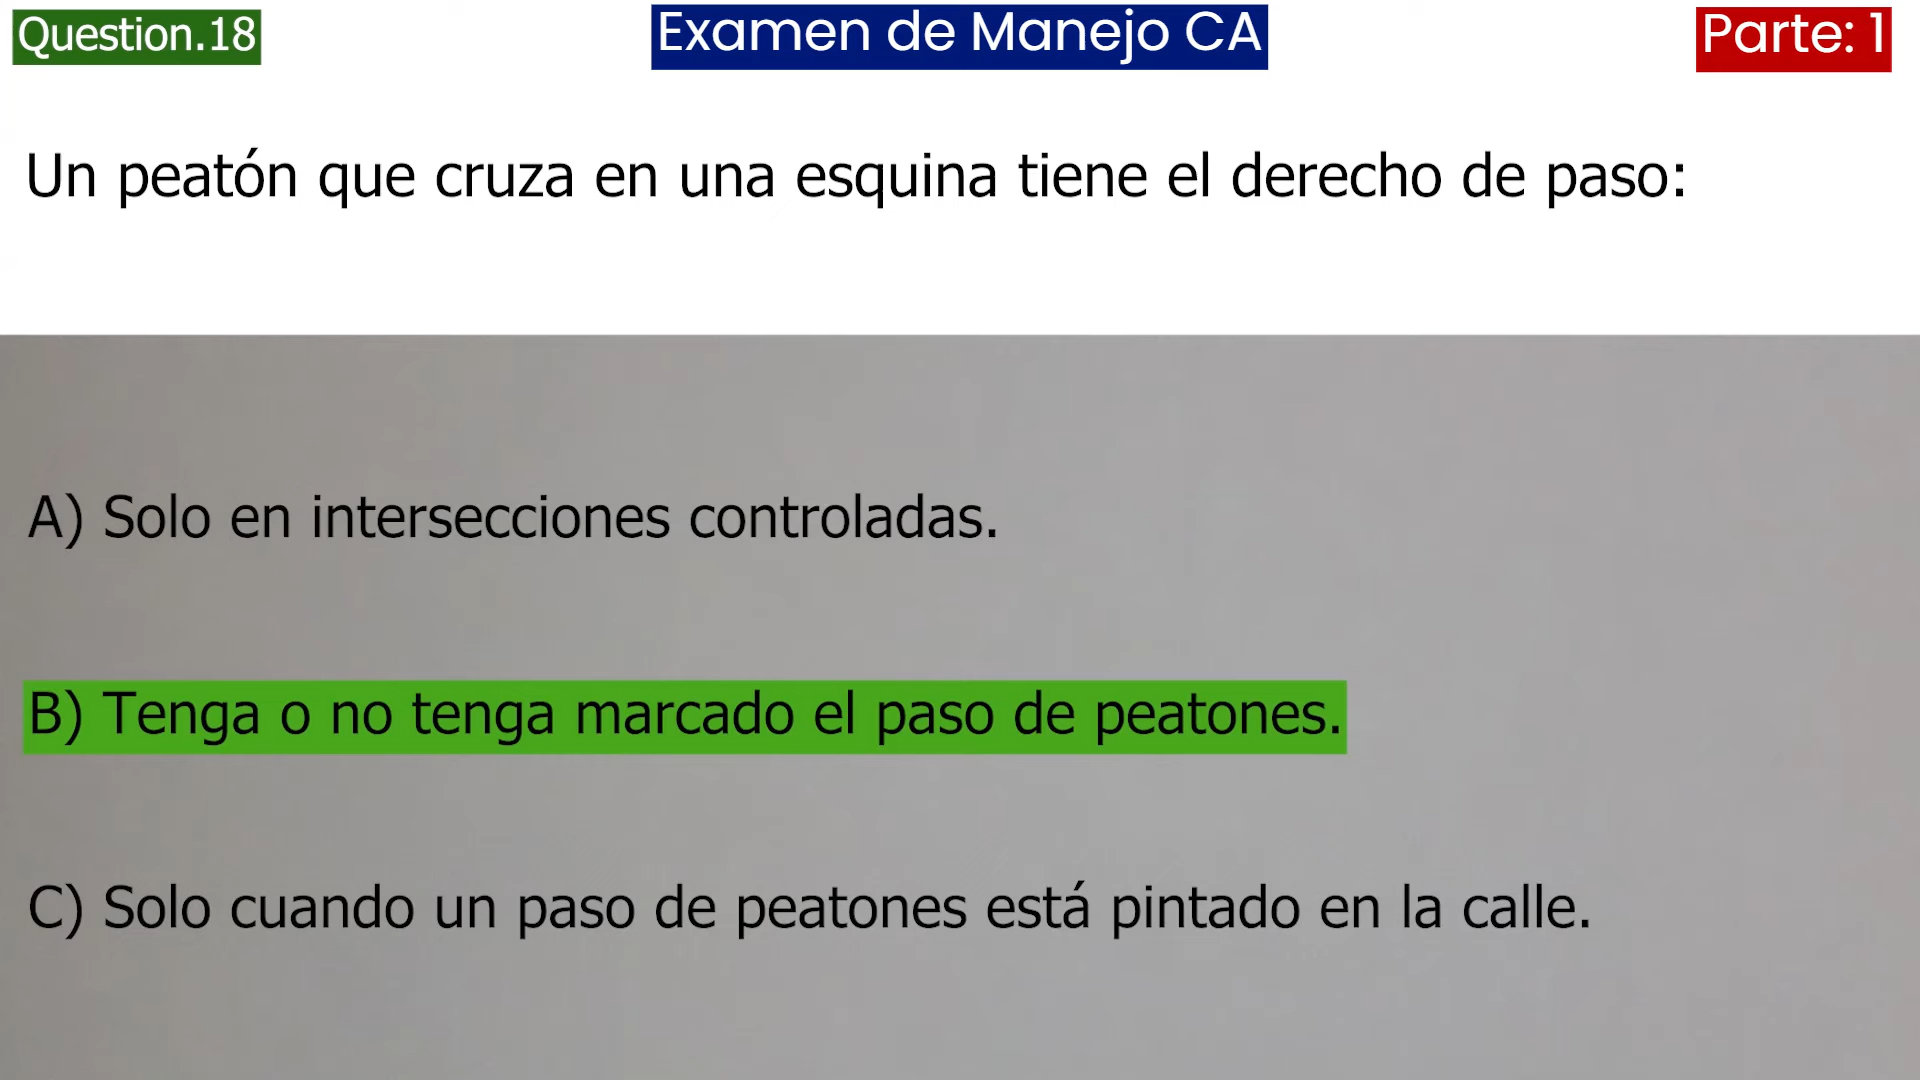 Question.18
Examen de Manejo CA
Parte: 1
Un peatón que cruza en una esquina tiene el derecho de paso:
A) Solo en intersecciones controladas.
B) Tenga o no tenga marcado el paso de peatones.
C) Solo cuando un paso de peatones está pintado en la calle.